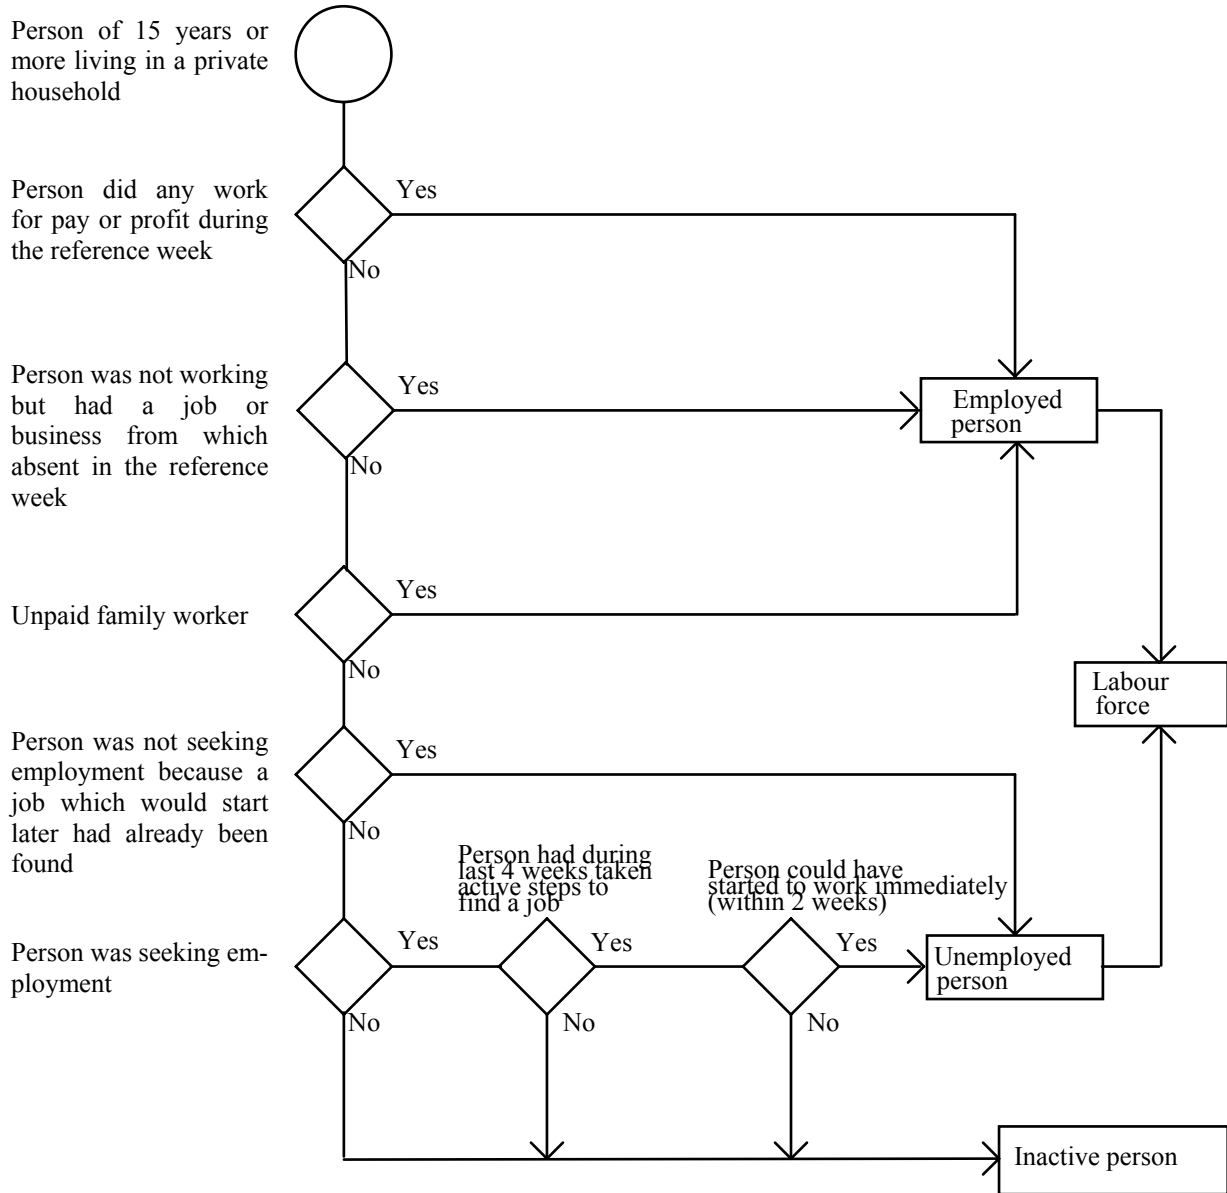 Person of 15 years or
more living in a private
household
Person did any work
for pay or profit during
the reference week
Yes
No
Person was not working
but had a job or
business from which
absent in the reference
week
Yes
No
Employed
person
Unpaid family worker
Yes
No
Labour
force
Person was not seeking
employment because a
job which would start
later had already been
found
Yes
No
Person had during
last 4 weeks taken
active steps to
find a job
Person could have
started to work immediately
(within 2 weeks)
Person was seeking em-
ployment
Yes
No
Yes
No
Yes
No
Unemployed
person
Inactive person